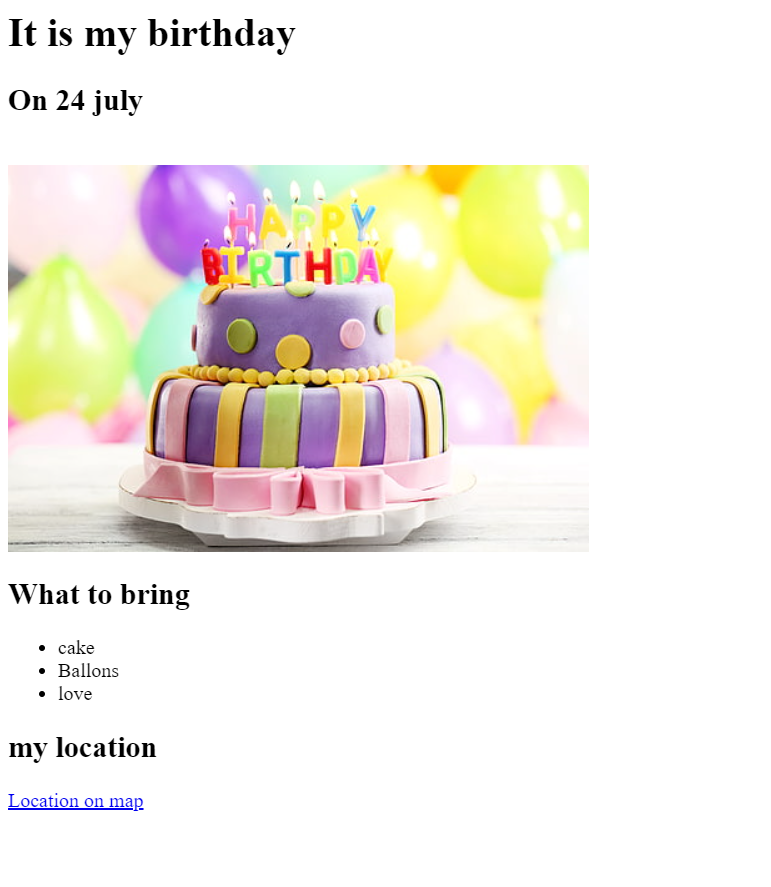 It is my birthday
On 24 july
HAPPY
BIRTHDAY
What to bring
cake
Ballons
love
my location
Location on map